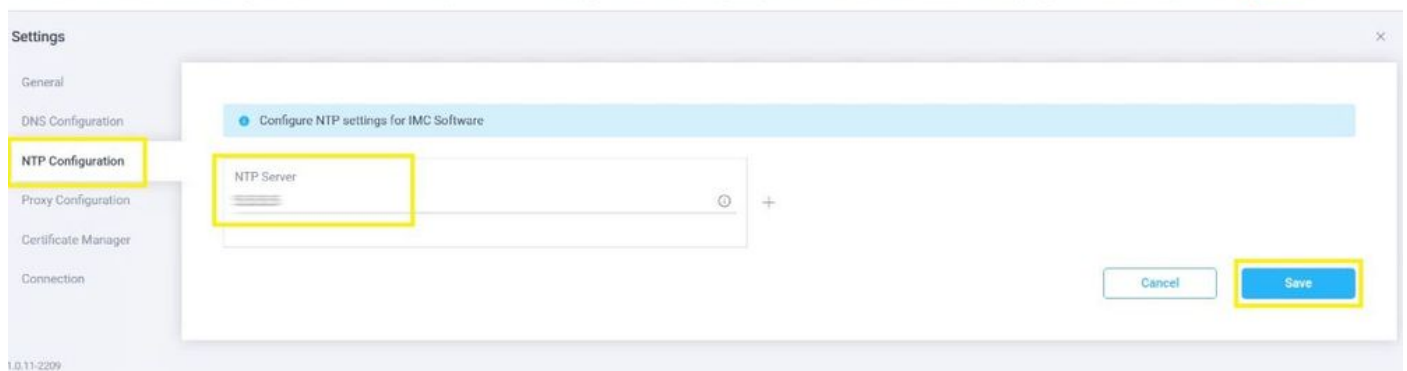 Settings
General
DNS Configuration
Configure NTP settings for IMC Software
NTP Configuration
NTP Server
Proxy Configuration
Certificate Manager
Connection
Cancel
Save
1.0.11-2209